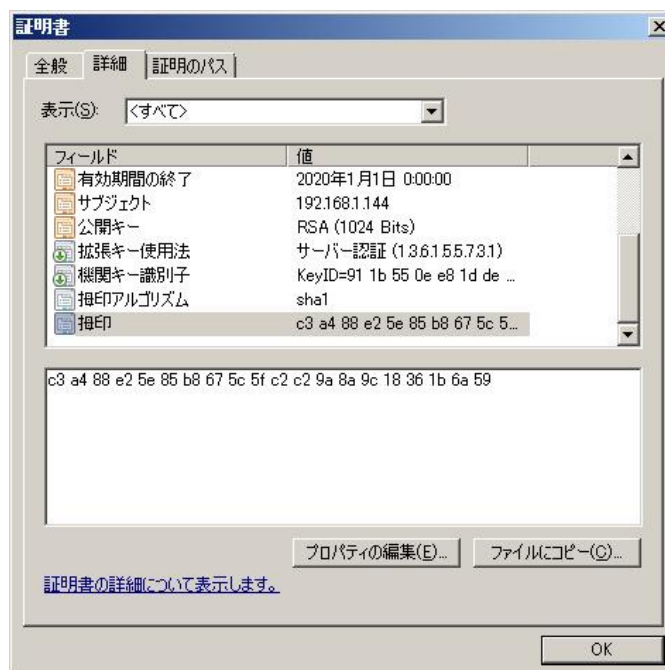 証明書
全般 詳細 証明のパス
表示(S): <すべて>
フィールド 値
有効期間の終了 2020年1月1日 0:00:00
サブジェクト 192.168.1.144
公開キー RSA (1024 Bits)
拡張キー使用法 サーバー認証 (1.3.6.1.5.5.7.3.1)
機関キー識別子 KeyID=91 1b 55 0e e8 1d de ...
拇印アルゴリズム sha1
拇印 c3 a4 88 e2 5e 85 b8 67 5c 5...
c3 a4 88 e2 5e 85 b8 67 5c 5f c2 c2 9a 8a 9c 18 36 1b 6a 59
プロパティの編集(E)... ファイルにコピー(C)...
証明書の詳細について表示します。
OK